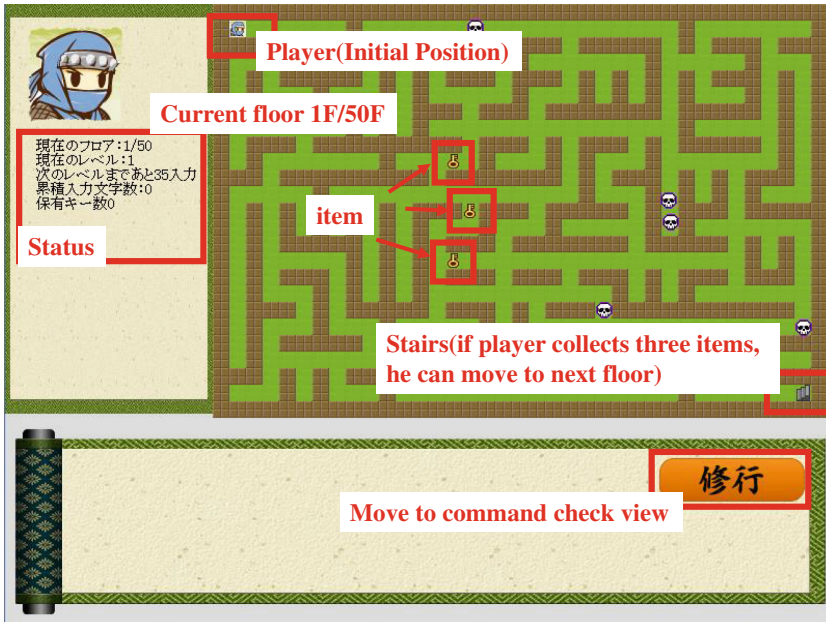 Player(Initial Position)
Current floor 1F/50F
現在のフロア:1/50
現在のレベル:1
次のレベルまであと35入力
累積入力文字数:0
保有キー数0
Status
item
Stairs(if player collects three items,
he can move to next floor)
修行
Move to command check view